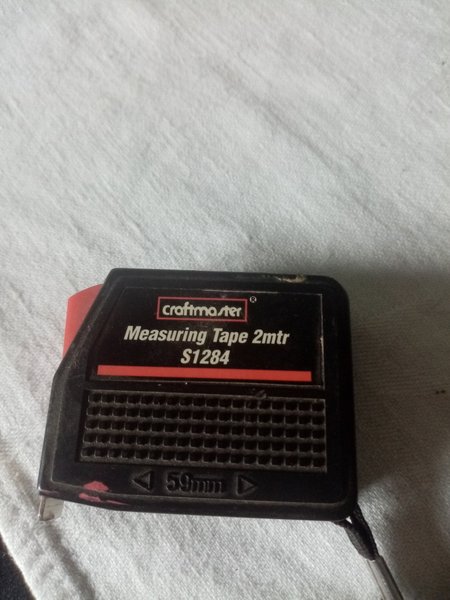 craftmaster®
Measuring Tape 2mtr
S1284
◁ 59mm ▷